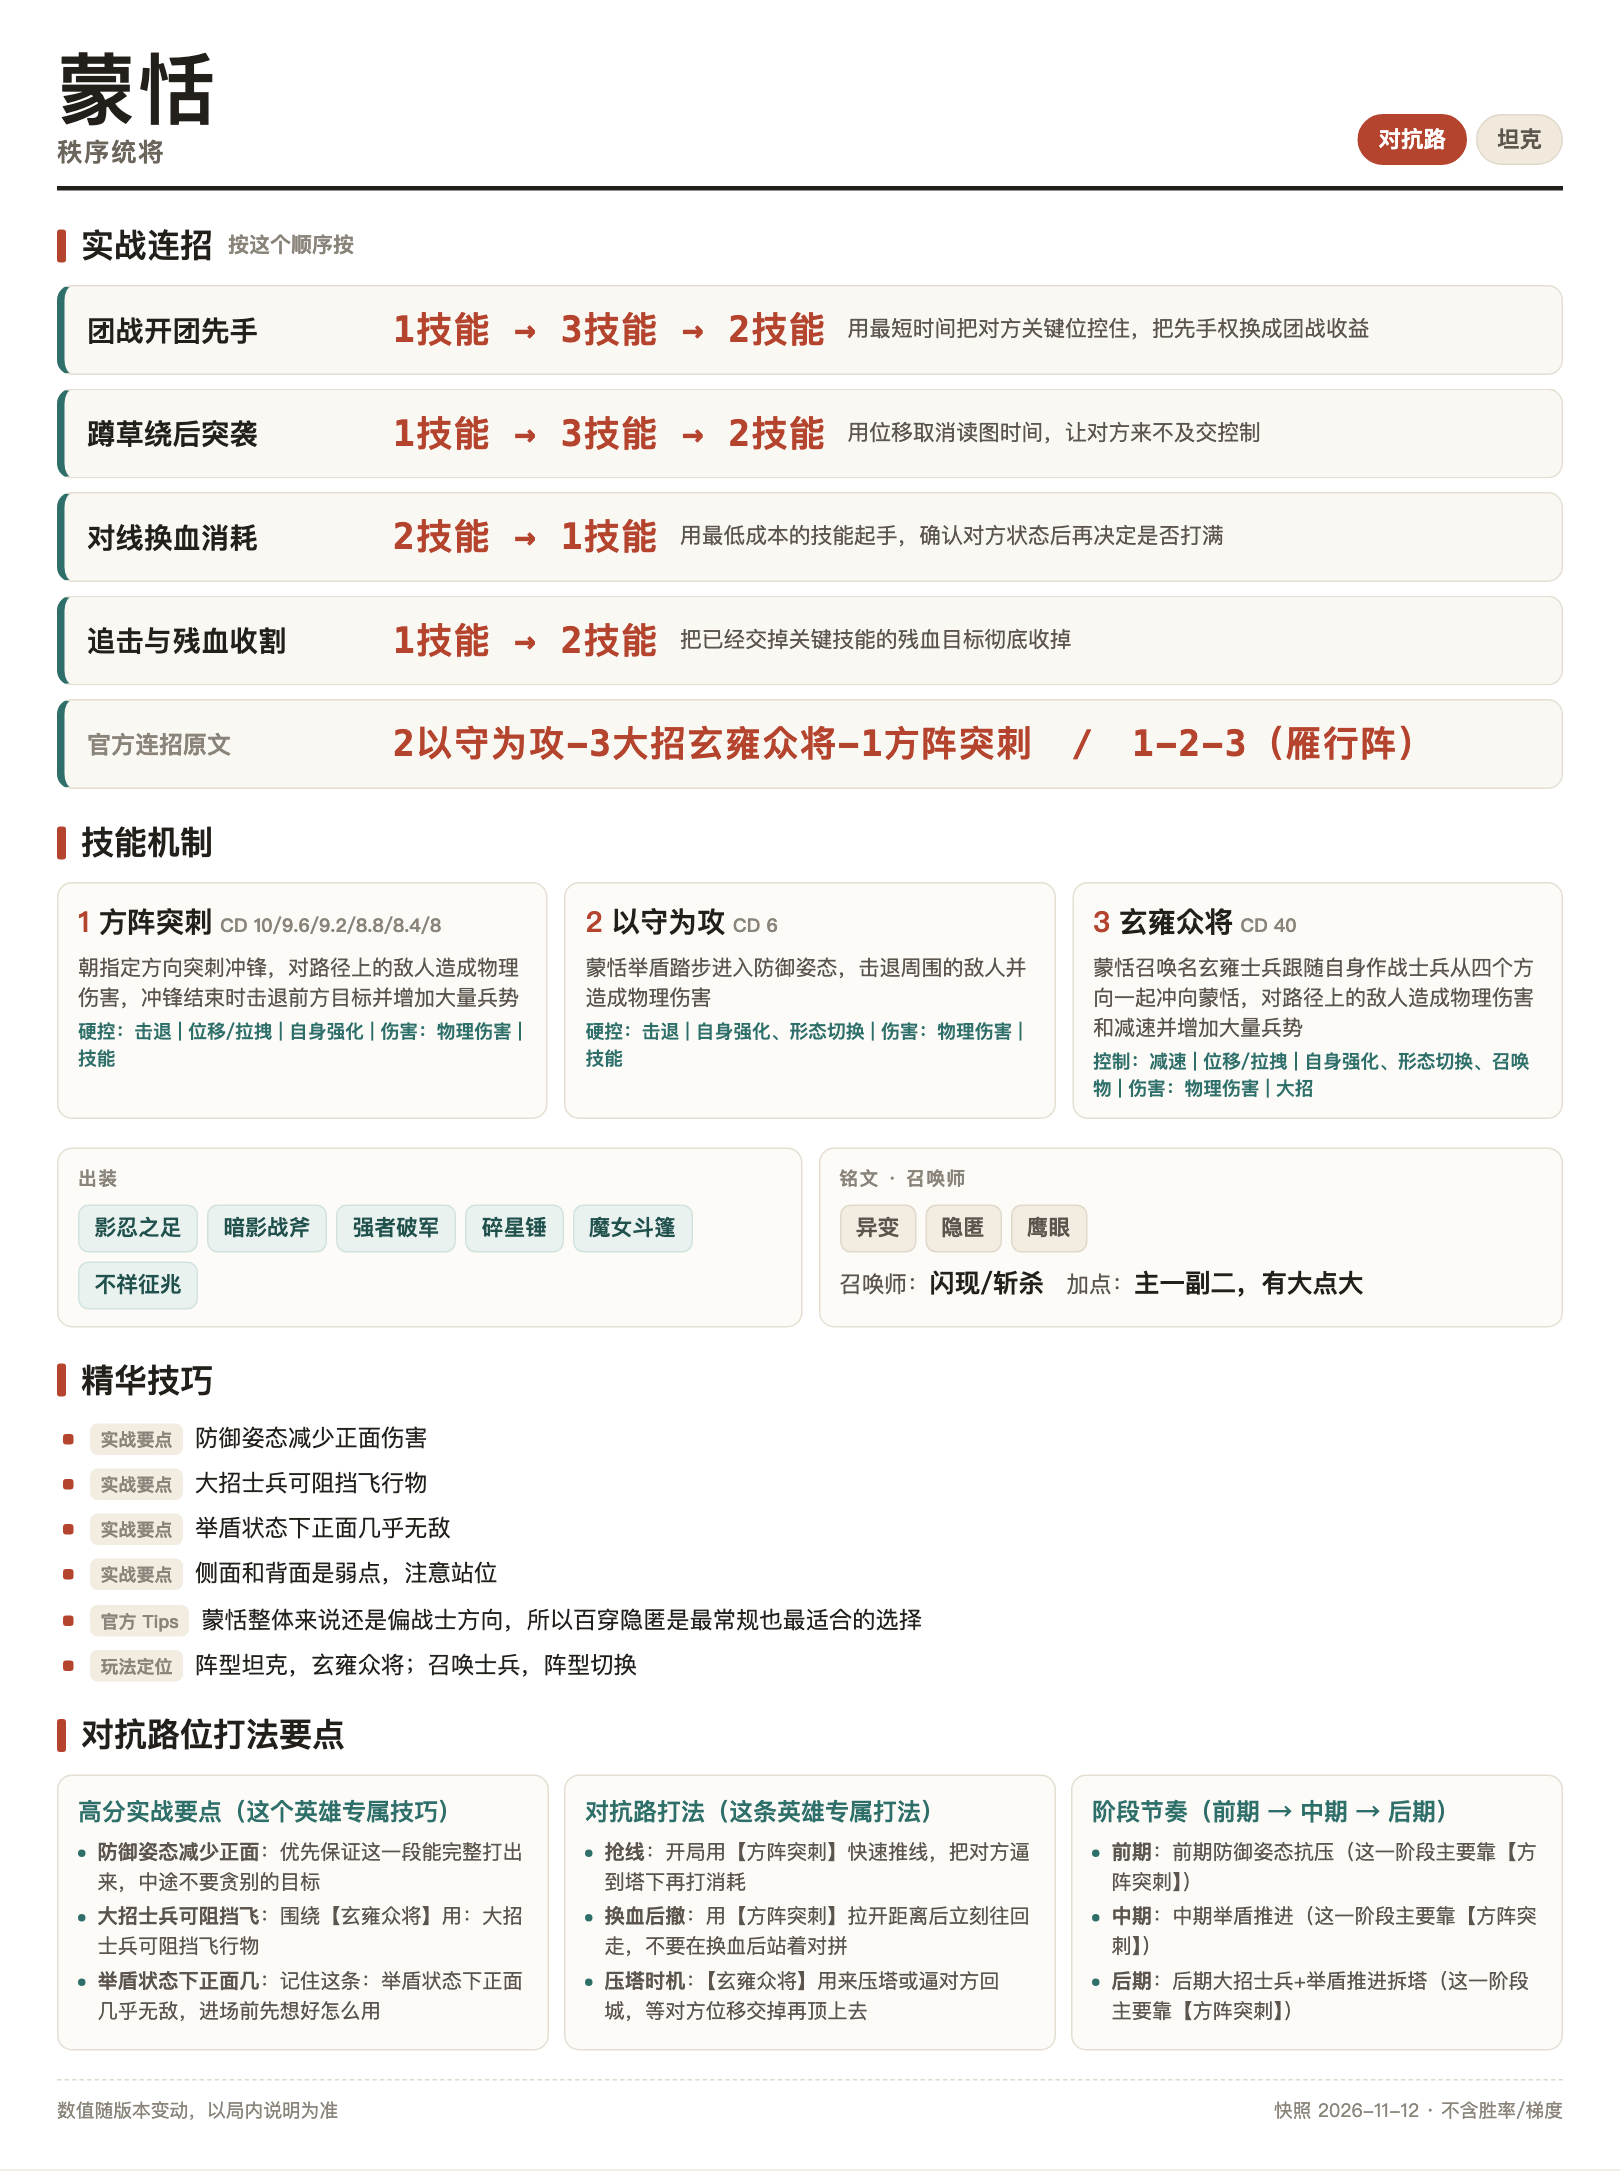 蒙恬
秩序统将
对抗路 坦克
实战连招 按这个顺序按
团战开团先手 1技能 → 3技能 → 2技能 用最短时间把对方关键位控住，把先手权换成团战收益
蹲草绕后突袭 1技能 → 3技能 → 2技能 用位移取消读图时间，让对方来不及交控制
对线换血消耗 2技能 → 1技能 用最低成本的技能起手，确认对方状态后再决定是否打满
追击与残血收割 1技能 → 2技能 把已经交掉关键技能的残血目标彻底收掉
官方连招原文 2以守为攻–3大招玄雍众将–1方阵突刺 / 1–2–3（雁行阵）
技能机制
1 方阵突刺 CD 10/9.6/9.2/8.8/8.4/8
朝指定方向突刺冲锋，对路径上的敌人造成物理
伤害，冲锋结束时击退前方目标并增加大量兵势
硬控：击退 | 位移/拉拽 | 自身强化 | 伤害：物理伤害 |
技能
2 以守为攻 CD 6
蒙恬举盾踏步进入防御姿态，击退周围的敌人并
造成物理伤害
硬控：击退 | 自身强化、形态切换 | 伤害：物理伤害 |
技能
3 玄雍众将 CD 40
蒙恬召唤名玄雍士兵跟随自身作战士兵从四个方
向一起冲向蒙恬，对路径上的敌人造成物理伤害
和减速并增加大量兵势
控制：减速 | 位移/拉拽 | 自身强化、形态切换、召唤
物 | 伤害：物理伤害 | 大招
出装
影忍之足 暗影战斧 强者破军 碎星锤 魔女斗篷
不祥征兆
铭文 · 召唤师
异变 隐匿 鹰眼
召唤师：闪现/斩杀 加点：主一副二，有大点大
精华技巧
实战要点 防御姿态减少正面伤害
实战要点 大招士兵可阻挡飞行物
实战要点 举盾状态下正面几乎无敌
实战要点 侧面和背面是弱点，注意站位
官方 Tips 蒙恬整体来说还是偏战士方向，所以百穿隐匿是最常规也最适合的选择
玩法定位 阵型坦克，玄雍众将；召唤士兵，阵型切换
对抗路位打法要点
高分实战要点（这个英雄专属技巧）
防御姿态减少正面：优先保证这一段能完整打出
来，中途不要贪别的目标
大招士兵可阻挡飞：围绕【玄雍众将】用：大招
士兵可阻挡飞行物
举盾状态下正面几：记住这条：举盾状态下正面
几乎无敌，进场前先想好怎么用
对抗路打法（这条英雄专属打法）
抢线：开局用【方阵突刺】快速推线，把对方逼
到塔下再打消耗
换血后撤：用【方阵突刺】拉开距离后立刻往回
走，不要在换血后站着对拼
压塔时机：【玄雍众将】用来压塔或逼对方回
城，等对方位移交掉再顶上去
阶段节奏（前期 → 中期 → 后期）
前期：前期防御姿态抗压（这一阶段主要靠【方
阵突刺】）
中期：中期举盾推进（这一阶段主要靠【方阵突
刺】）
后期：后期大招士兵+举盾推进拆塔（这一阶段
主要靠【方阵突刺】）
数值随版本变动，以局内说明为准
快照 2026–11–12 · 不含胜率/梯度